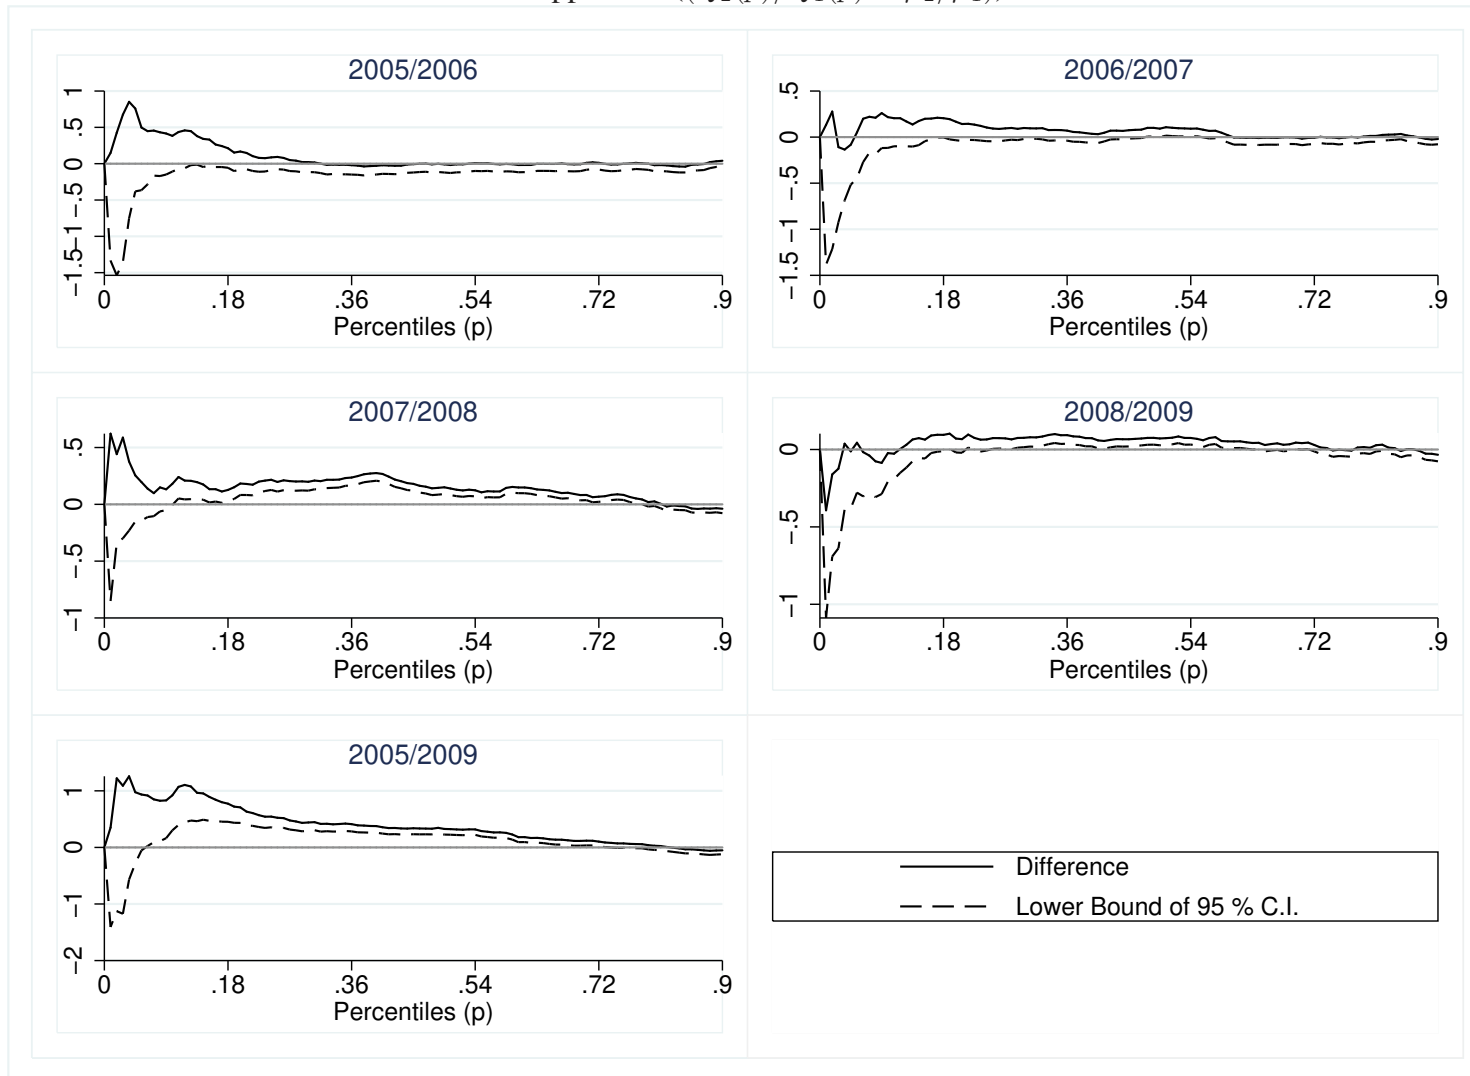 2005/2006
1
.5
0
−.5
−1
−1.5
0 .18 .36 .54 .72 .9
Percentiles (p)
2006/2007
.5
0
−.5
−1
−1.5
0 .18 .36 .54 .72 .9
Percentiles (p)
2007/2008
.5
0
−.5
−1
0 .18 .36 .54 .72 .9
Percentiles (p)
2008/2009
0
−.5
−1
0 .18 .36 .54 .72 .9
Percentiles (p)
2005/2009
1
0
−1
−2
0 .18 .36 .54 .72 .9
Percentiles (p)
Difference
Lower Bound of 95 % C.I.